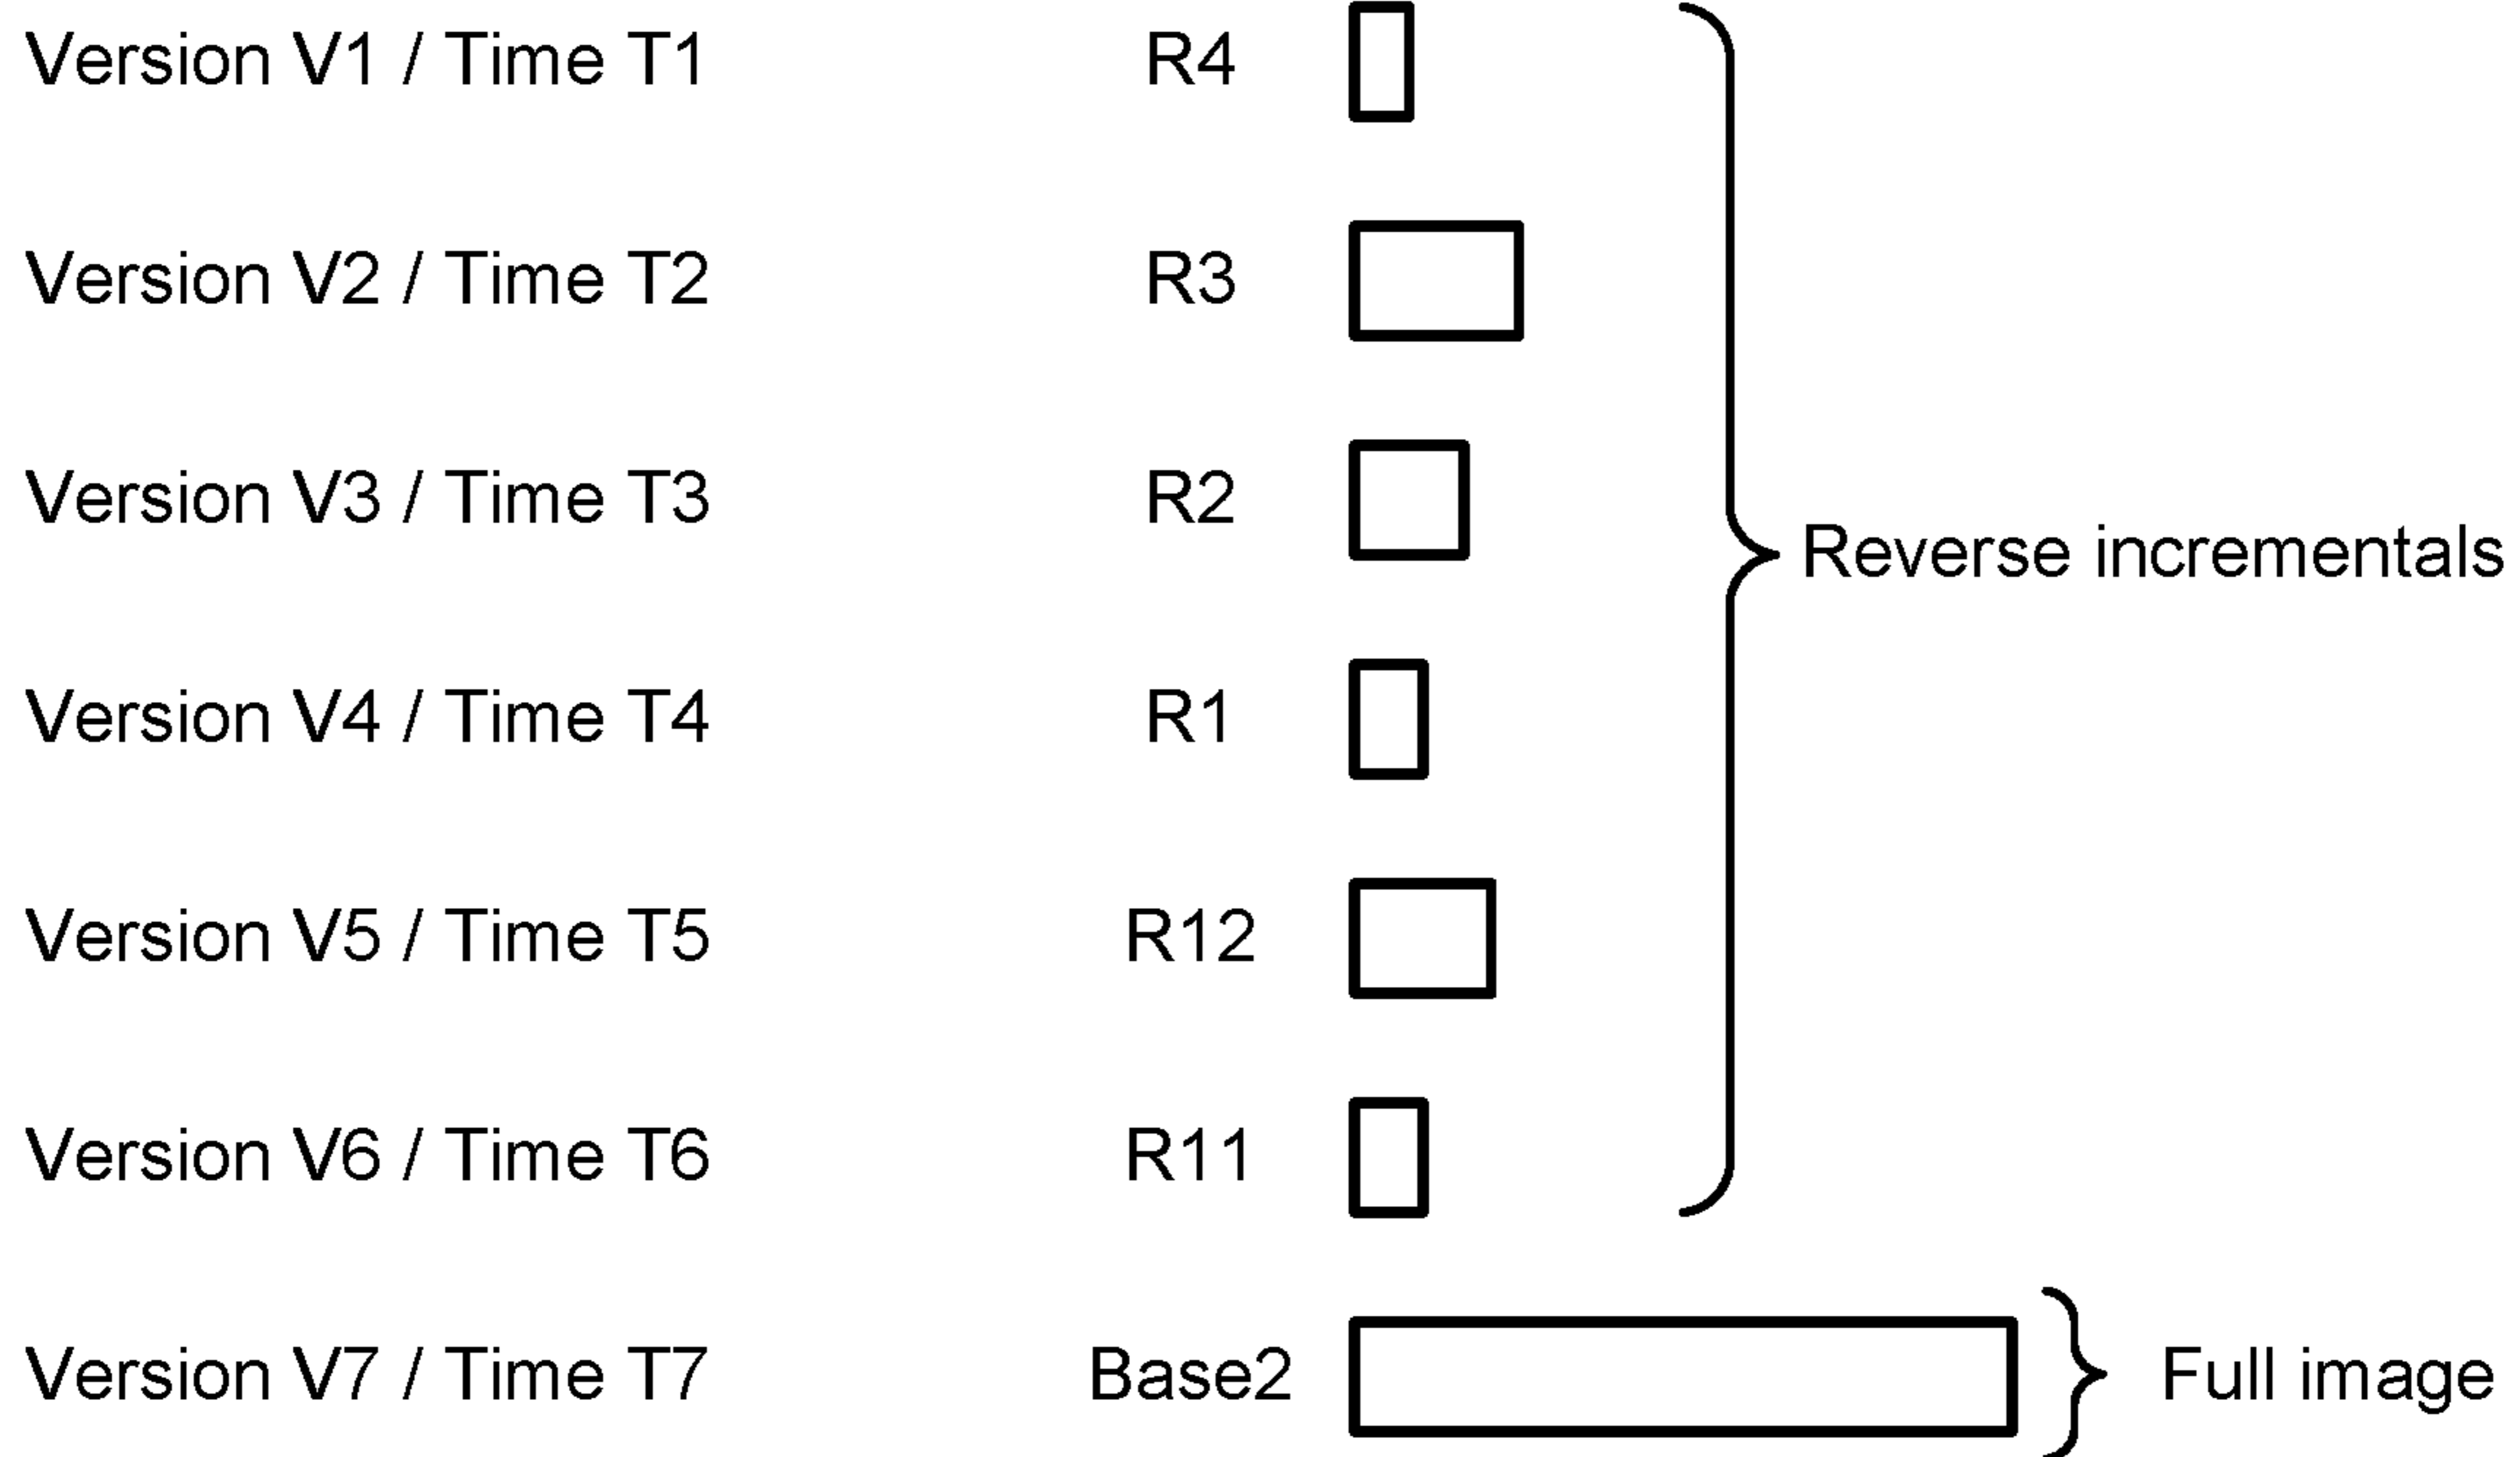 Version V1 / Time T1 R4
Version V2 / Time T2 R3
Version V3 / Time T3 R2
Reverse incrementals
Version V4 / Time T4 R1
Version V5 / Time T5 R12
Version V6 / Time T6 R11
Version V7 / Time T7 Base2 Full image